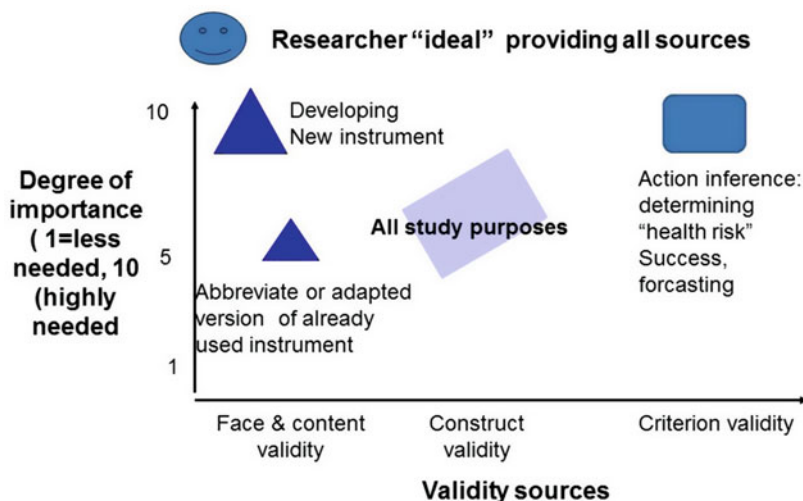 Researcher “ideal” providing all sources
10
Developing
New instrument
Degree of
importance
( 1=less
needed, 10
(highly
needed
5
1
Abbreviate or adapted
version of already
used instrument
All study purposes
Action inference:
determining
“health risk”
Success,
forcasting
Face & content
validity
Construct
validity
Criterion validity
Validity sources